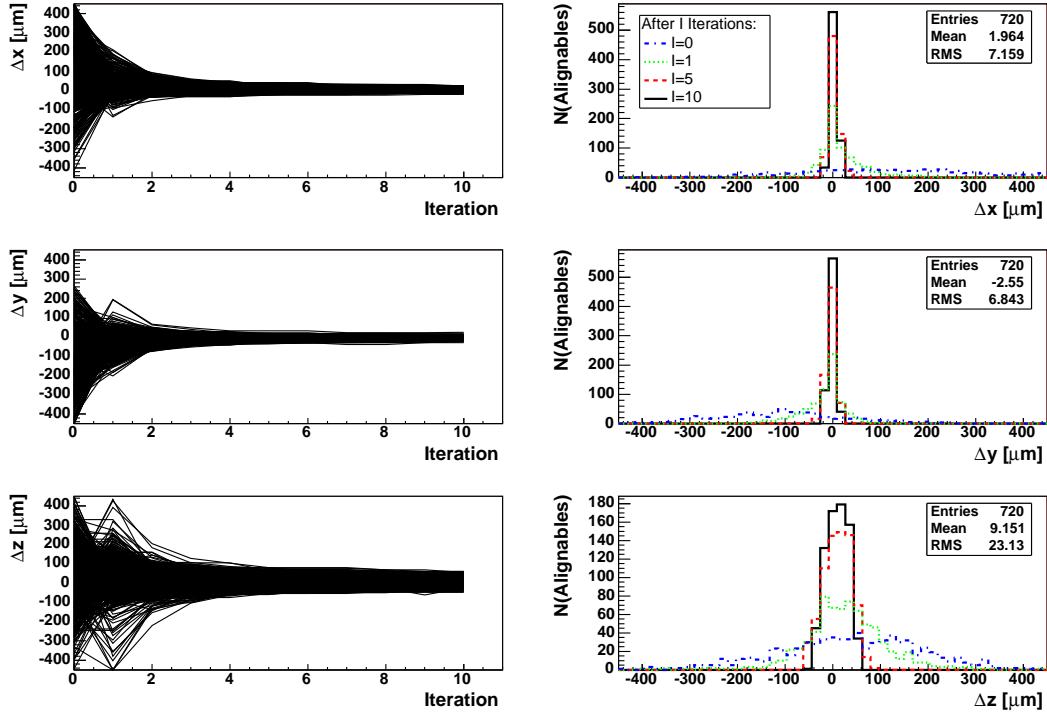 Δx [μm]
400
300
200
100
0
-100
-200
-300
-400
0 2 4 6 8 10
Iteration
N(Alignables)
500
400
300
200
100
0
After I Iterations:
I=0
I=1
I=5
I=10
Entries 720
Mean 1.964
RMS 7.159
-400 -300 -200 -100 0 100 200 300 400
Δx [μm]
Δy [μm]
400
300
200
100
0
-100
-200
-300
-400
0 2 4 6 8 10
Iteration
N(Alignables)
500
400
300
200
100
0
Entries 720
Mean -2.55
RMS 6.843
-400 -300 -200 -100 0 100 200 300 400
Δy [μm]
Δz [μm]
400
300
200
100
0
-100
-200
-300
-400
0 2 4 6 8 10
Iteration
N(Alignables)
180
160
140
120
100
80
60
40
20
0
Entries 720
Mean 9.151
RMS 23.13
-400 -300 -200 -100 0 100 200 300 400
Δz [μm]